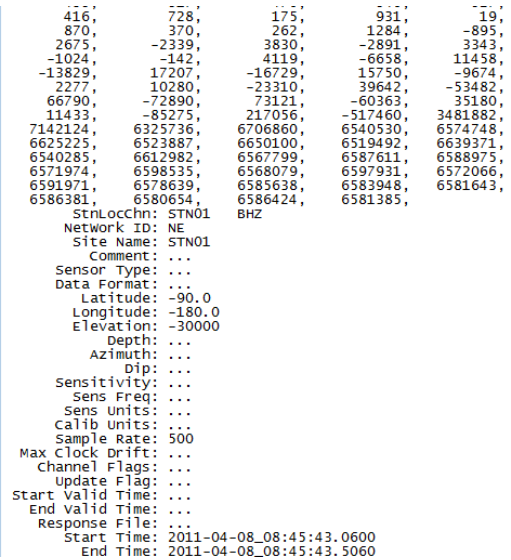 416, 728, 175, 931, 19,
870, 370, 262, 1284, -895,
2675, -2339, 3830, -2891, 3343,
-1024, -142, 4119, -6658, 11458,
-13829, 17207, -16729, 15750, -9674,
2277, 10280, -23310, 39642, -53482,
66790, -72890, 73121, -60363, 35180,
11433, -85275, 217056, -517460, 3481882,
7142124, 6325736, 6706860, 6540530, 6574748,
6625225, 6523887, 6650100, 6519492, 6639371,
6540285, 6612982, 6567799, 6587611, 6588975,
6571974, 6598535, 6568079, 6597931, 6572066,
6591971, 6578639, 6585638, 6583948, 6581643,
6586381, 6580654, 6586424, 6581385,
StnLocChn: STN01 BHZ
NetWork ID: NE
Site Name: STN01
Comment: ...
Sensor Type: ...
Data Format: ...
Latitude: -90.0
Longitude: -180.0
Elevation: -30000
Depth: ...
Azimuth: ...
Dip: ...
Sensitivity: ...
Sens Freq: ...
Sens Units: ...
Calib Units: ...
Sample Rate: 500
Max Clock Drift: ...
Channel Flags: ...
Update Flag: ...
Start Valid Time: ...
End Valid Time: ...
Response File: ...
Start Time: 2011-04-08_08:45:43.0600
End Time: 2011-04-08_08:45:43.5060